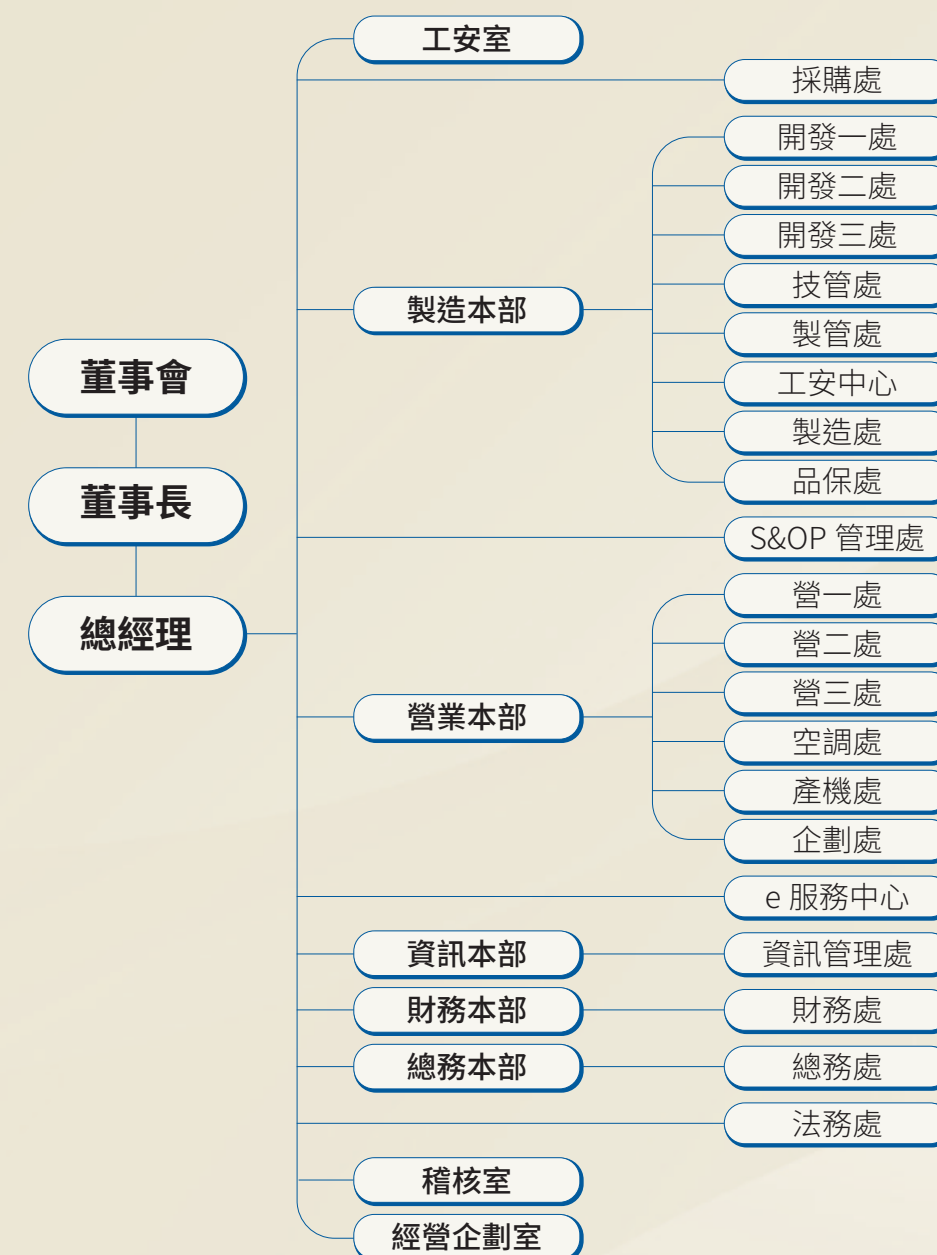 工安室
採購處
開發一處
開發二處
開發三處
技管處
製造本部
製管處
工安中心
製造處
品保處
董事會
董事長
總經理
S&OP 管理處
營一處
營二處
營三處
營業本部
空調處
產機處
企劃處
e 服務中心
資訊本部
資訊管理處
財務本部
財務處
總務本部
總務處
法務處
稽核室
經營企劃室